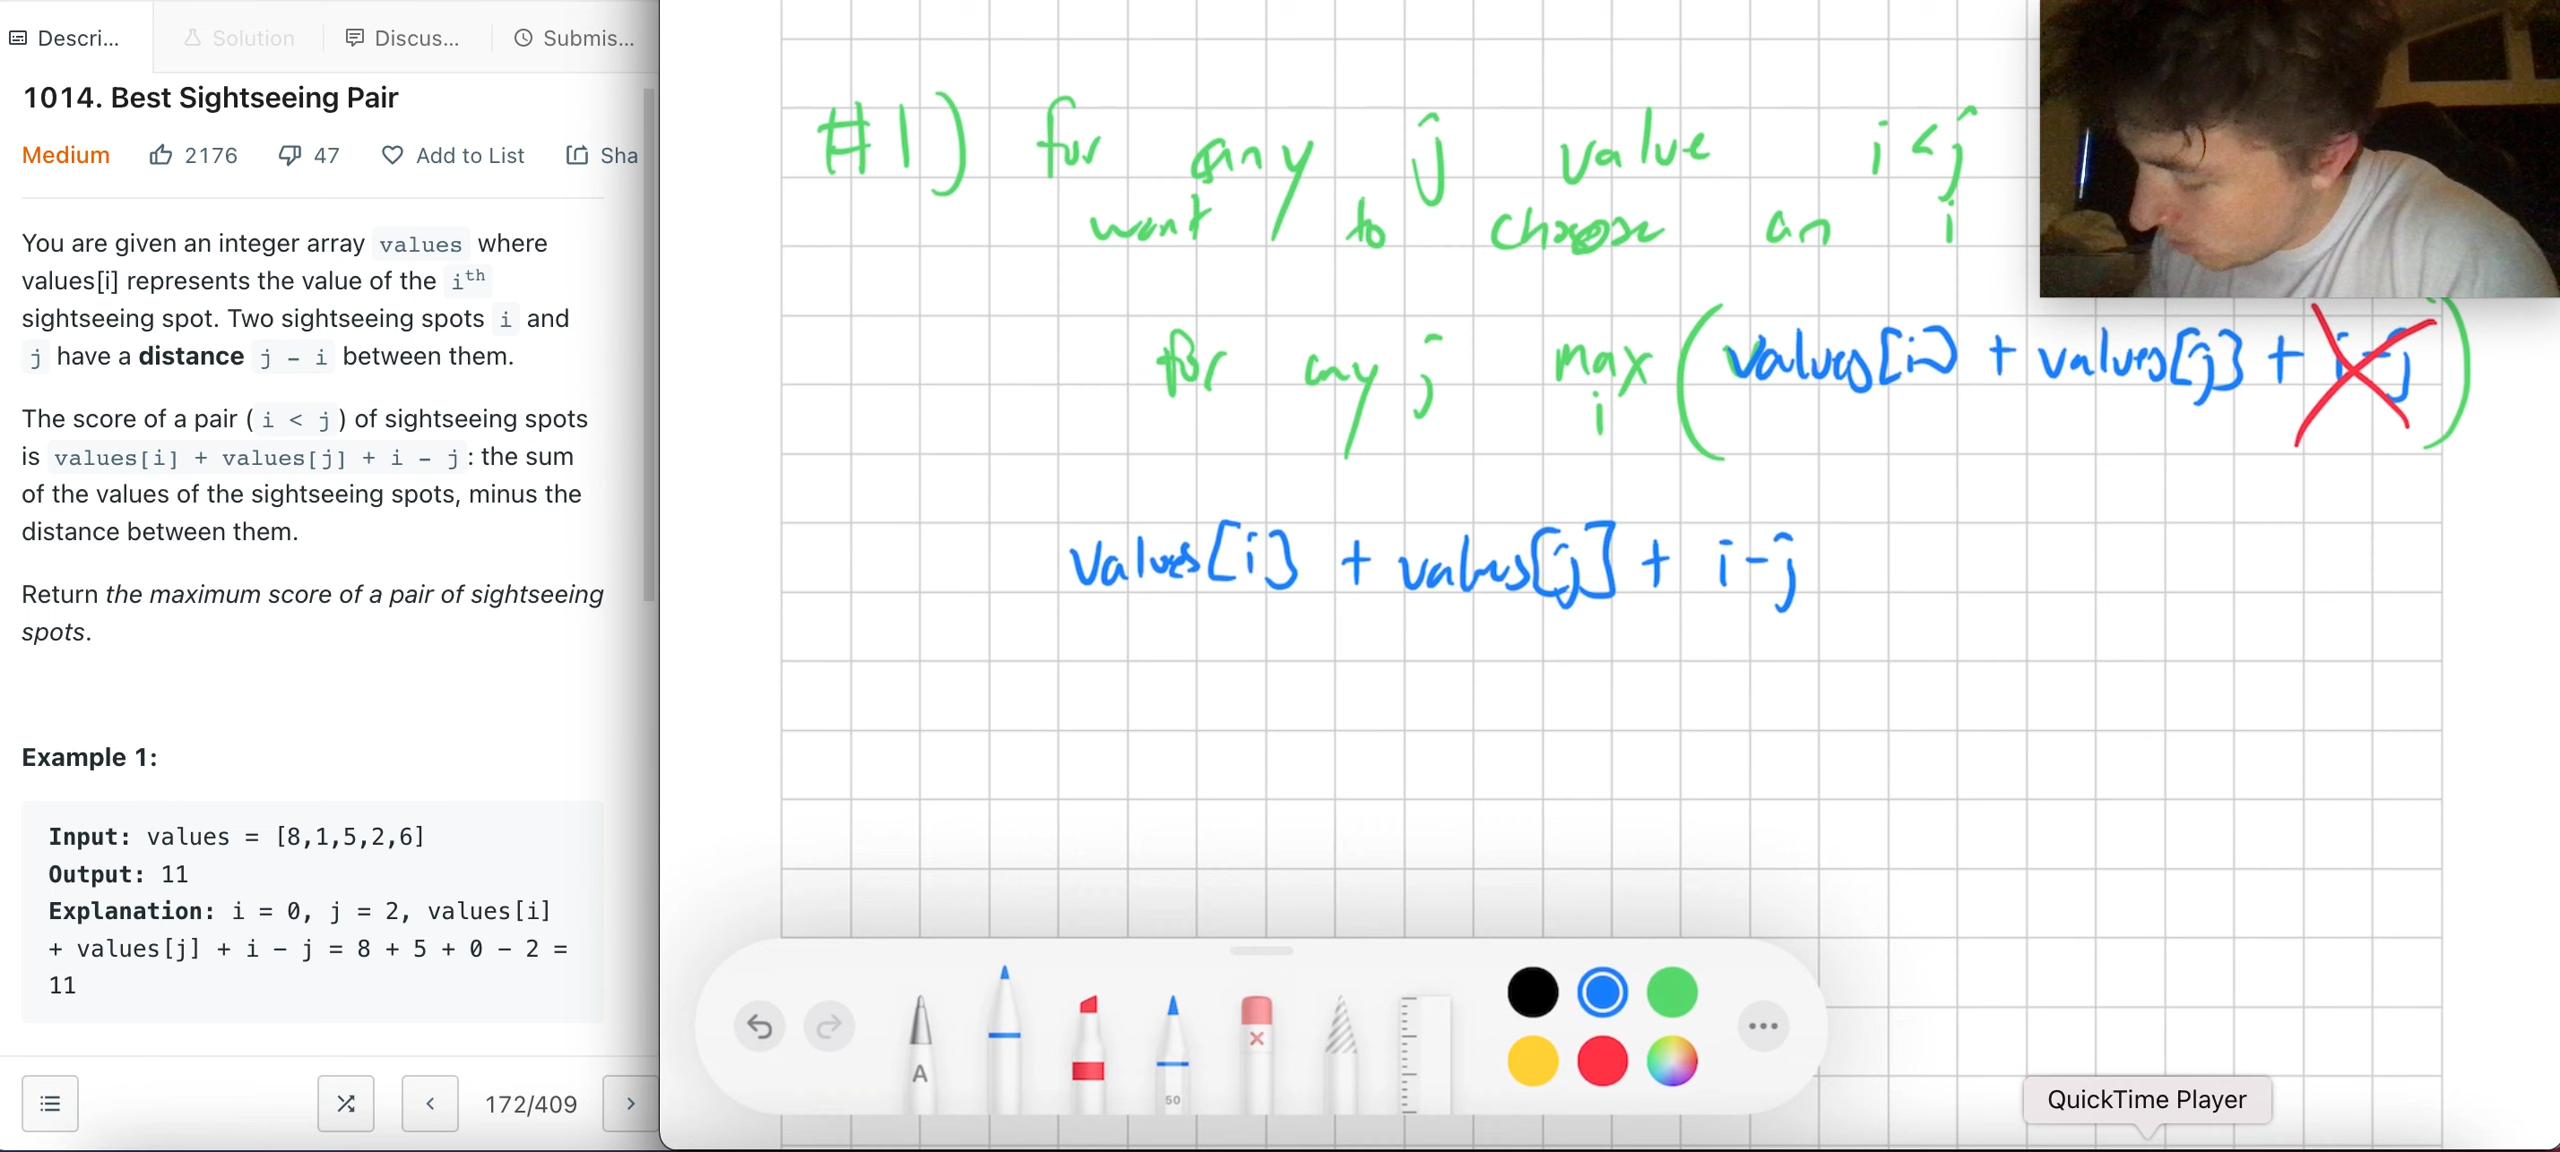 Descri...
Solution
Discus...
Submis...
1014. Best Sightseeing Pair
Medium 2176 47 Add to List Sha
You are given an integer array values where
values[i] represents the value of the ith
sightseeing spot. Two sightseeing spots i and
j have a distance j - i between them.
The score of a pair ( i < j ) of sightseeing spots
is values[i] + values[j] + i - j : the sum
of the values of the sightseeing spots, minus the
distance between them.
Return the maximum score of a pair of sightseeing
spots.
Example 1:
Input: values = [8,1,5,2,6]
Output: 11
Explanation: i = 0, j = 2, values[i]
+ values[j] + i - j = 8 + 5 + 0 - 2 =
11
172/409
#1) for any j value i<j
want to choose an i
for any j max (values[i] + values[j] + i-j)
i
values[i] + values[j] + i-j
A
50
QuickTime Player